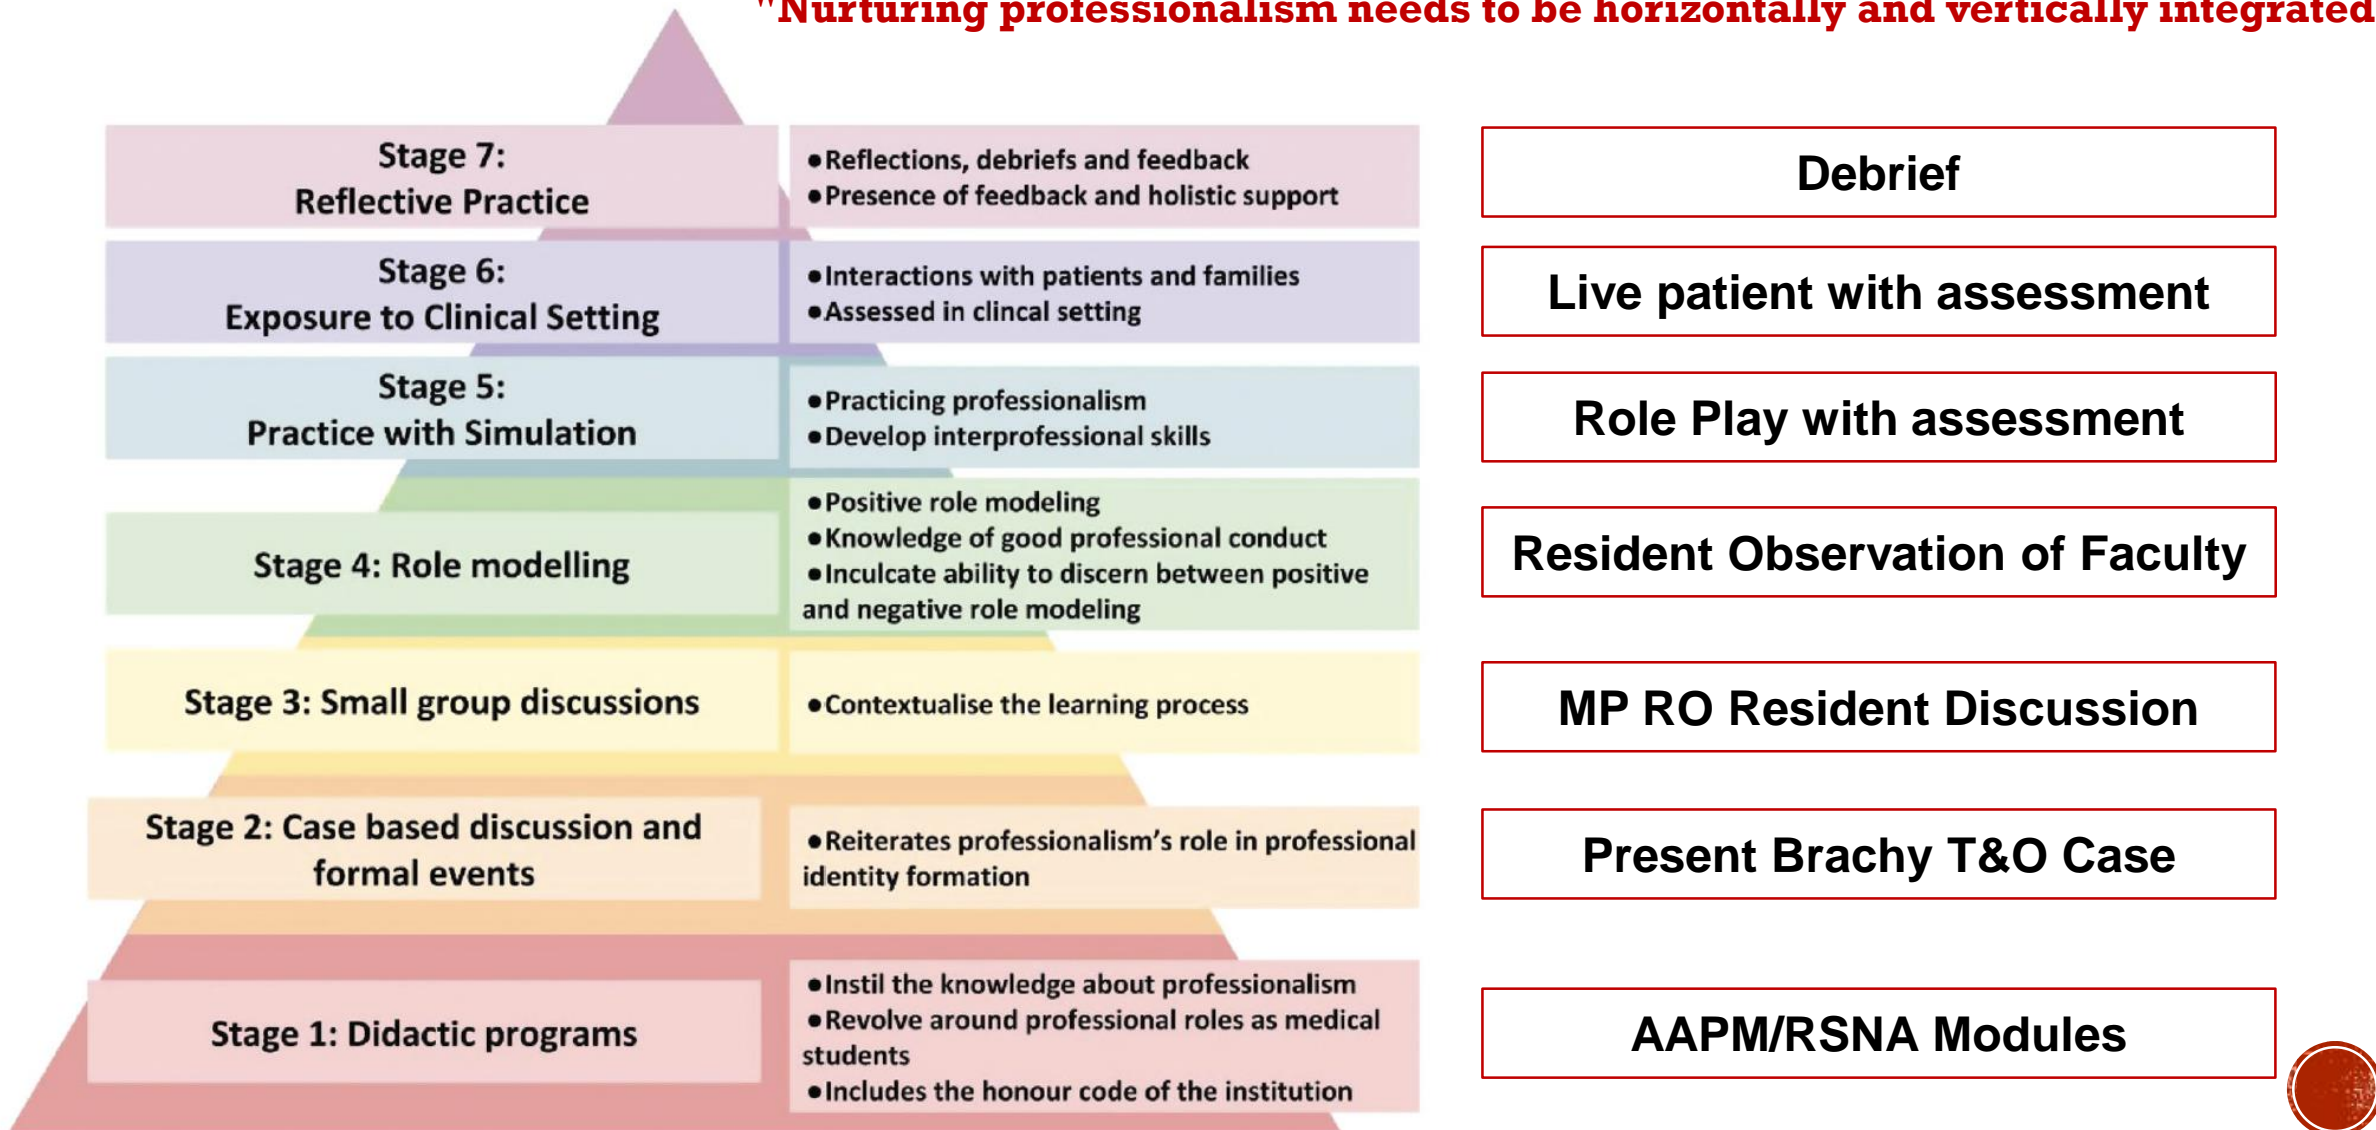 "Nurturing professionalism needs to be horizontally and vertically integrated
Stage 7:
Reflective Practice
●Reflections, debriefs and feedback
●Presence of feedback and holistic support
Debrief
Stage 6:
Exposure to Clinical Setting
●Interactions with patients and families
●Assessed in clincal setting
Live patient with assessment
Stage 5:
Practice with Simulation
●Practicing professionalism
●Develop interprofessional skills
Role Play with assessment
Stage 4: Role modelling
●Positive role modeling
●Knowledge of good professional conduct
●Inculcate ability to discern between positive
and negative role modeling
Resident Observation of Faculty
Stage 3: Small group discussions
●Contextualise the learning process
MP RO Resident Discussion
Stage 2: Case based discussion and
formal events
●Reiterates professionalism’s role in professional
identity formation
Present Brachy T&O Case
Stage 1: Didactic programs
●Instil the knowledge about professionalism
●Revolve around professional roles as medical
students
●Includes the honour code of the institution
AAPM/RSNA Modules